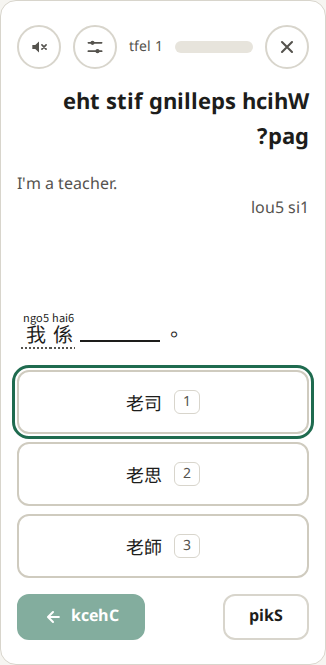 tfel 1
eht stif gnilleps hcihW
?pag
I'm a teacher.
lou5 si1
ngo5 hai6
我 係 ________ 。
老司 1
老思 2
老師 3
← kcehC
pikS